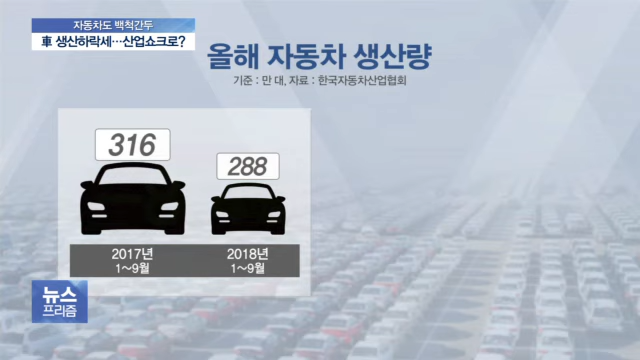 자동차도 백척간두
車 생산하락세…산업쇼크로?
올해 자동차 생산량
기준 : 만 대, 자료 : 한국자동차산업협회
316
288
2017년
1～9월
2018년
1～9월
뉴스
프리즘